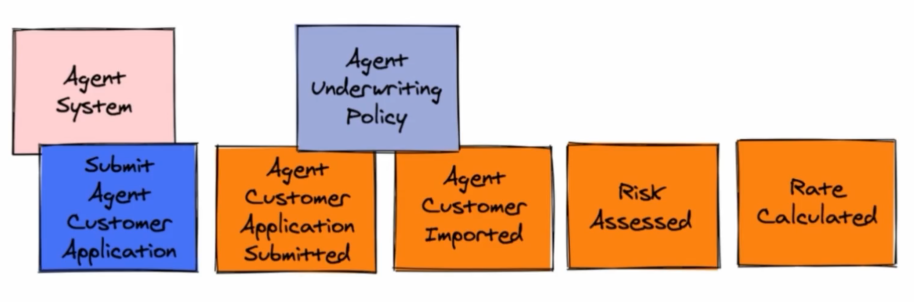 Agent
System
Agent
Underwriting
Policy
Submit
Agent
Customer
Application
Agent
Customer
Application
Submitted
Agent
Customer
Imported
Risk
Assessed
Rate
Calculated